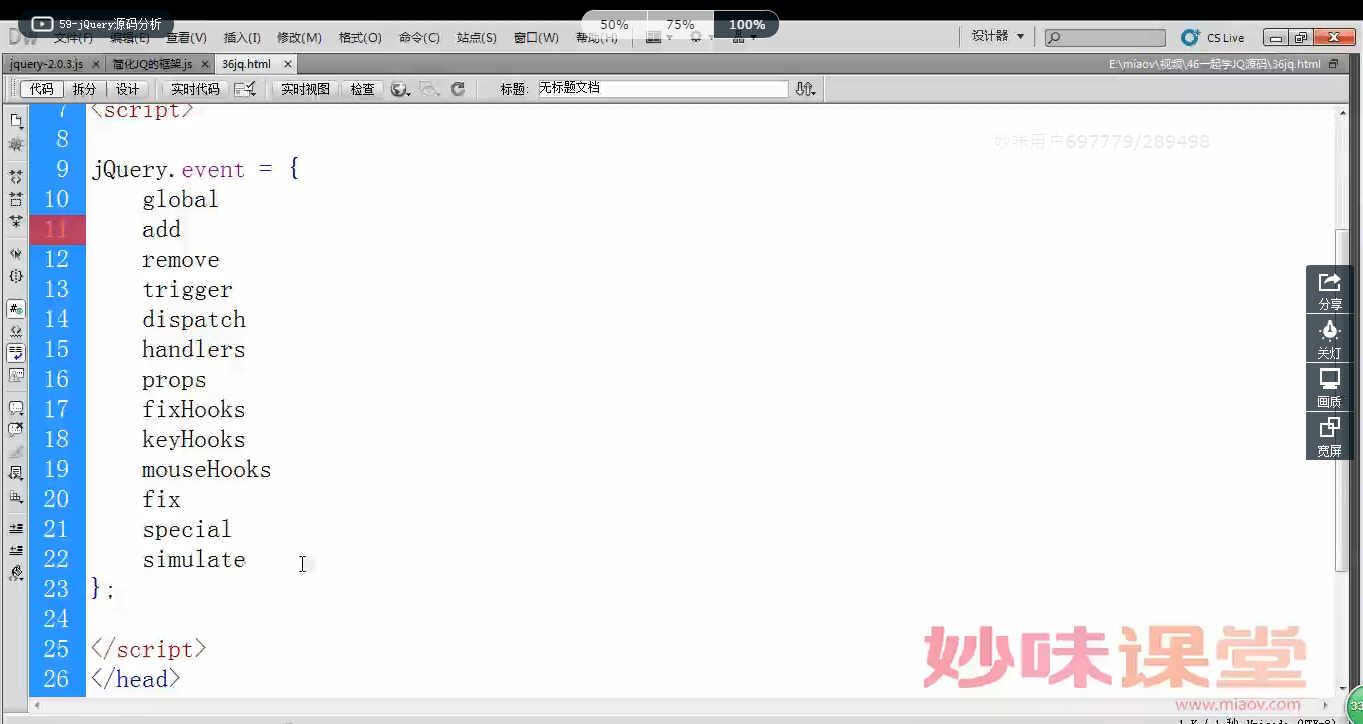 59-jQuery源码分析
50% 75% 100%
文件(F) 编辑(E) 查看(V) 插入(I) 修改(M) 格式(O) 命令(C) 站点(S) 窗口(W) 帮助(H)
设计器
CS Live
jquery-2.0.3.js × 简化JQ的框架.js × 36jq.html ×
E:\miaov\视频\46一起学JQ源码\36jq.html
代码 拆分 设计 实时代码 实时视图 检查 标题: 无标题文档
7 <script>
8
妙味用户697779/289498
9 jQuery.event = {
10 global
11 add
12 remove
13 trigger
14 dispatch
15 handlers
16 props
17 fixHooks
18 keyHooks
19 mouseHooks
20 fix
21 special
22 simulate
23 };
24
25 </script>
26 </head>
分享
关灯
画质
宽屏
妙味课堂
www.miaov.com
33